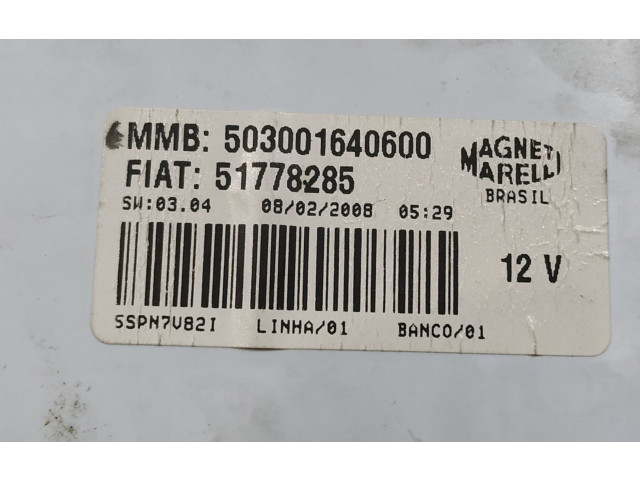 MMB: 503001640600
FIAT: 51778285
MAGNETI
MARELLI
BRASIL
SW:03.04 08/02/2008 05:29
12 V
5SPN7V82I LINHA/01 BANCO/01